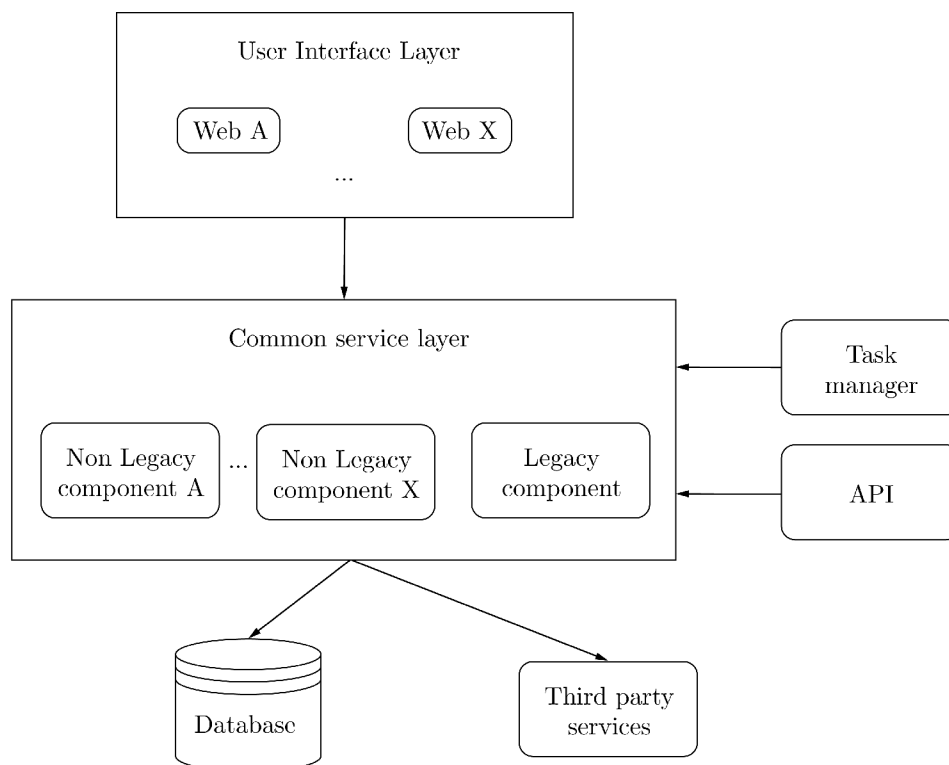 User Interface Layer
Web A
Web X
...
Common service layer
Task
manager
Non Legacy
component A
...
Non Legacy
component X
Legacy
component
API
Database
Third party
services